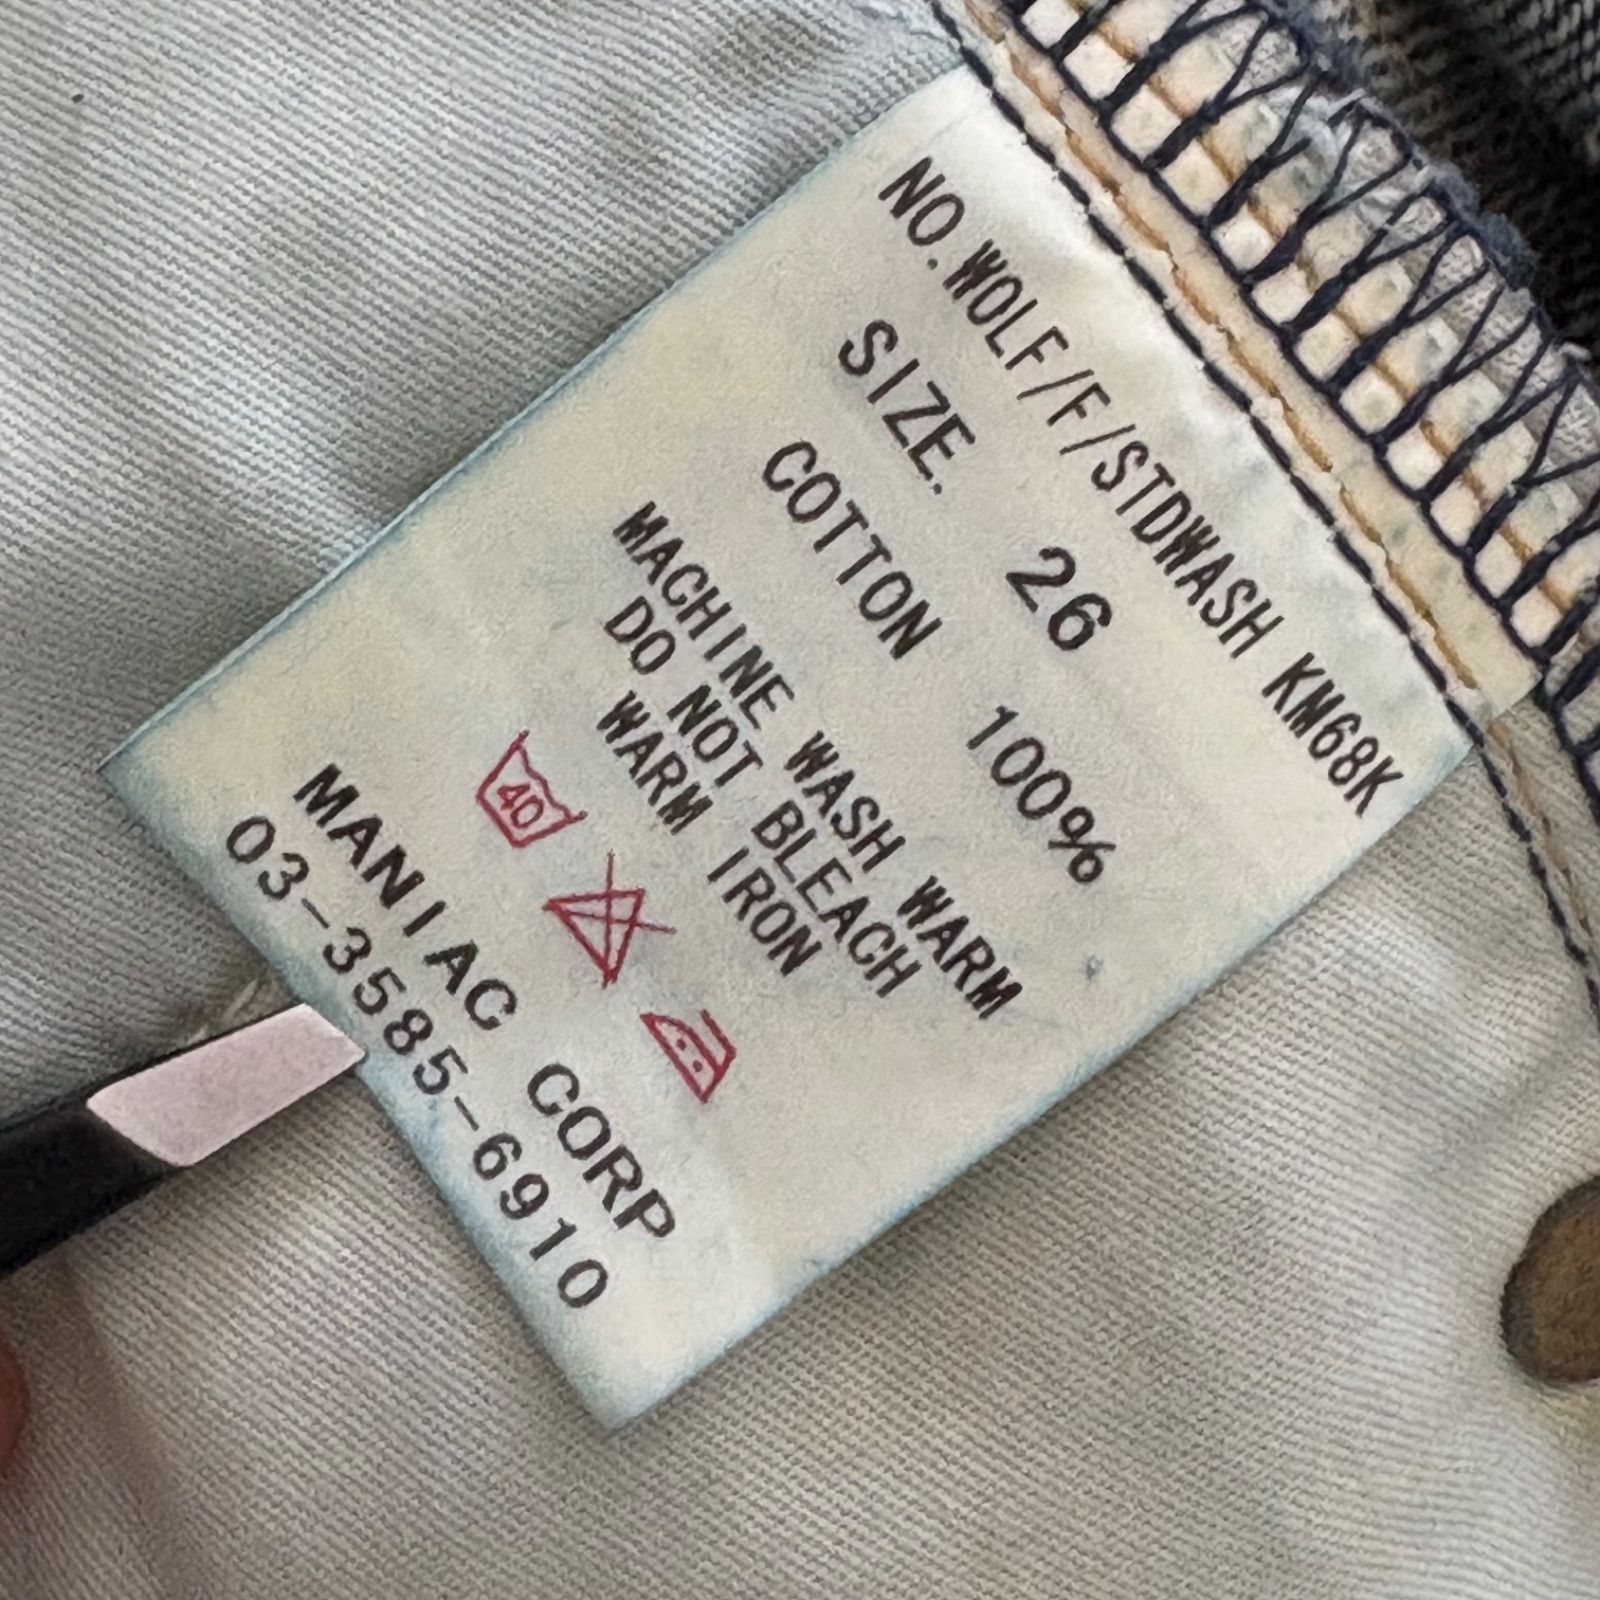 NO.WOLF/F/STDWASH KM68K
SIZE. 26
COTTON 100%
MACHINE WASH WARM
DO NOT BLEACH
WARM IRON
40
MANIAC CORP
03-3585-6910